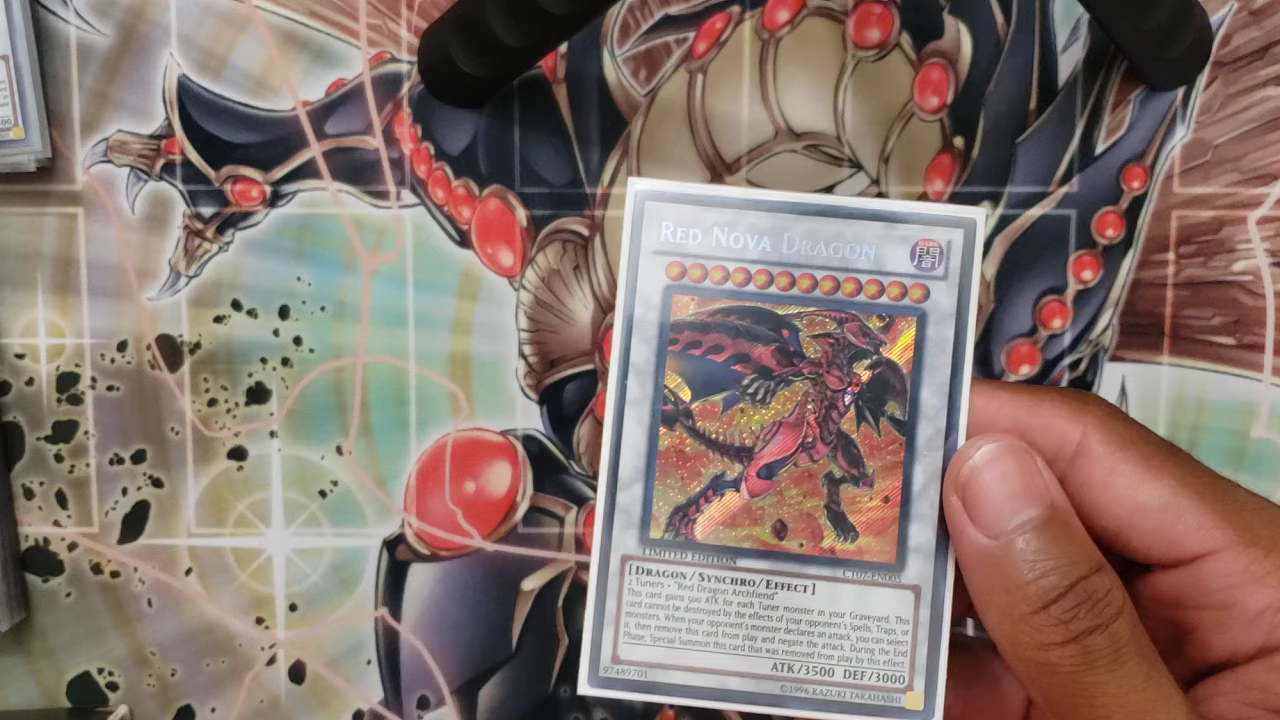 RED NOVA DRAGON
DARK
闇
LIMITED EDITION
CT07-EN005
[DRAGON/SYNCHRO/EFFECT]
2 Tuners + "Red Dragon Archfiend"
This card gains 500 ATK for each Tuner monster in your Graveyard. This
card cannot be destroyed by the effects of your opponent's Spells, Traps, or
monsters. When your opponent's monster declares an attack, you can select
it, then remove this card from play and negate the attack. During the End
Phase, Special Summon this card that was removed from play by this effect.
ATK/3500 DEF/3000
97489701
©1996 KAZUKI TAKAHASHI